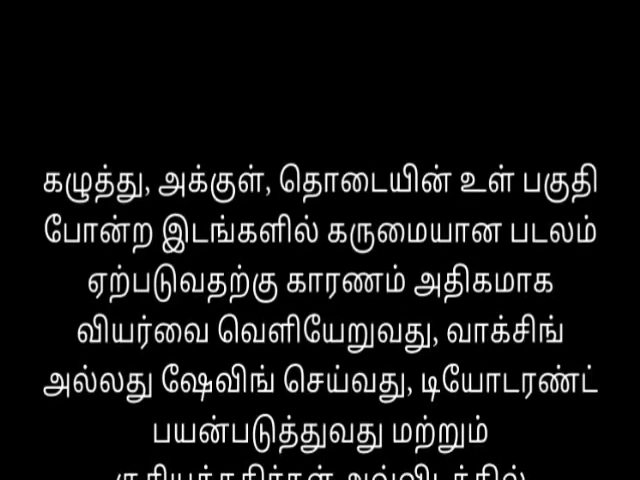 கழுத்து, அக்குள், தொடையின் உள் பகுதி
போன்ற இடங்களில் கருமையான படலம்
ஏற்படுவதற்கு காரணம் அதிகமாக
வியர்வை வெளியேறுவது, வாக்சிங்
அல்லது ஷேவிங் செய்வது, டியோடரண்ட்
பயன்படுத்துவது மற்றும்